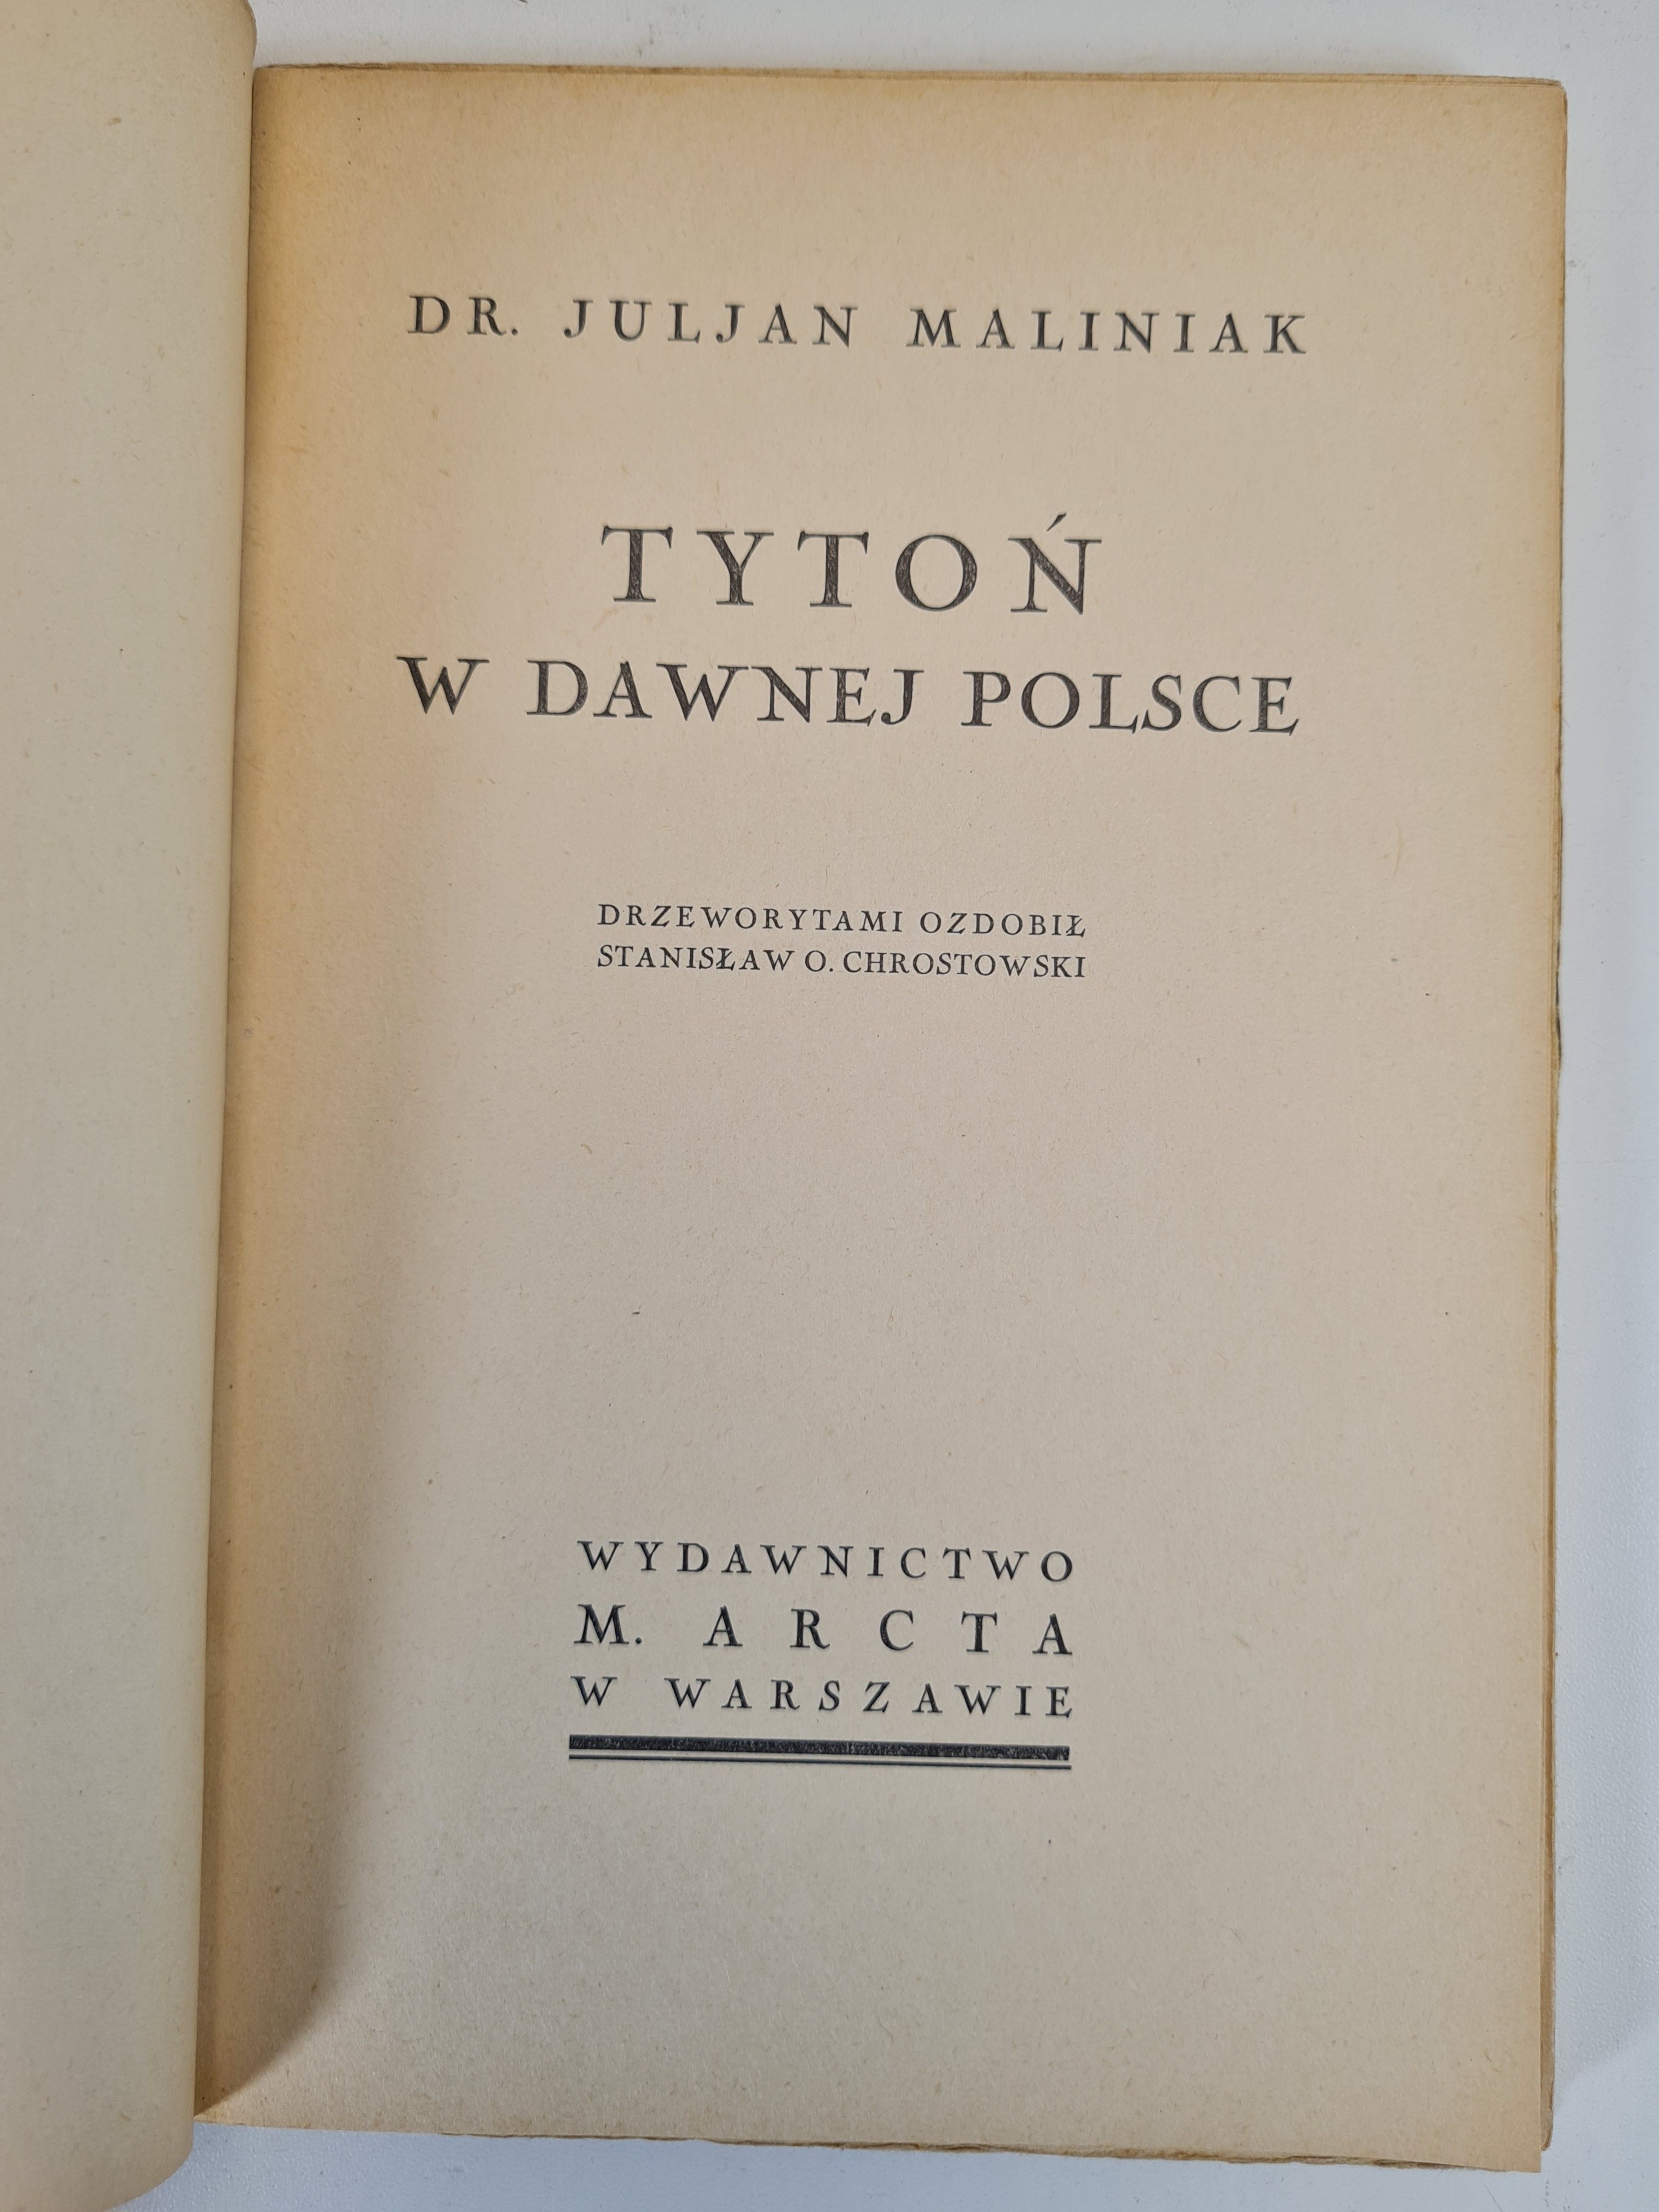 DR. JULJAN MALINIAK
TYTOŃ
W DAWNEJ POLSCE
DRZEWORYTAMI OZDOBIŁ
STANISŁAW O. CHROSTOWSKI
WYDAWNICTWO
M. ARCTA
W WARSZAWIE